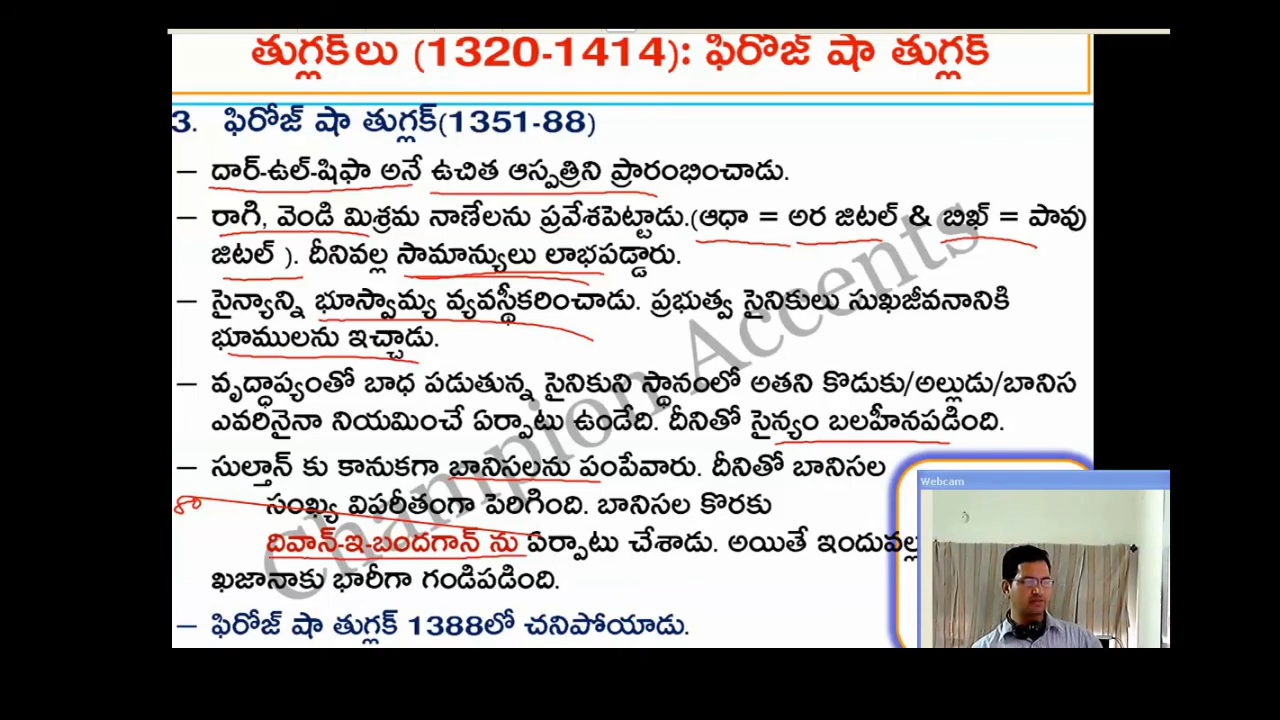 తుగ్లక్‌లు (1320-1414): ఫిరోజ్ షా తుగ్లక్
3. ఫిరోజ్ షా తుగ్లక్(1351-88)
– దార్-ఉల్-షిఫా అనే ఉచిత ఆస్పత్రిని ప్రారంభించాడు.
– రాగి, వెండి మిశ్రమ నాణేలను ప్రవేశపెట్టాడు.(ఆధా = అర జిటల్ & బిఖ్ = పావు
జిటల్ ). దీనివల్ల సామాన్యులు లాభపడ్డారు.
– సైన్యాన్ని భూస్వామ్య వ్యవస్థీకరించాడు. ప్రభుత్వ సైనికులు సుఖజీవనానికి
భూములను ఇచ్చాడు.
– వృద్ధాప్యంతో బాధ పడుతున్న సైనికుని స్థానంలో అతని కొడుకు/అల్లుడు/బానిస
ఎవరినైనా నియమించే ఏర్పాటు ఉండేది. దీనితో సైన్యం బలహీనపడింది.
– సుల్తాన్ కు కానుకగా బానిసలను పంపేవారు. దీనితో బానిసల
సంఖ్య విపరీతంగా పెరిగింది. బానిసల కొరకు
దివాన్-ఇ-బందగాన్ ను ఏర్పాటు చేశాడు. అయితే ఇందువల్ల
ఖజానాకు భారీగా గండిపడింది.
– ఫిరోజ్ షా తుగ్లక్ 1388లో చనిపోయాడు.
Champion Accents
Webcam